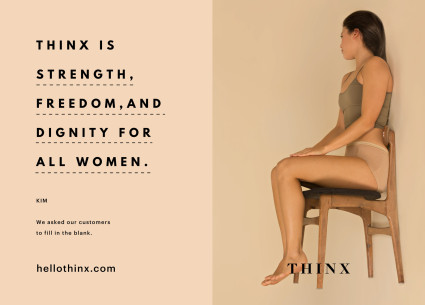 THINX IS
STRENGTH,
FREEDOM, AND
DIGNITY FOR
ALL WOMEN.
KIM
We asked our customers
to fill in the blank.
hellothinx.com
THINX